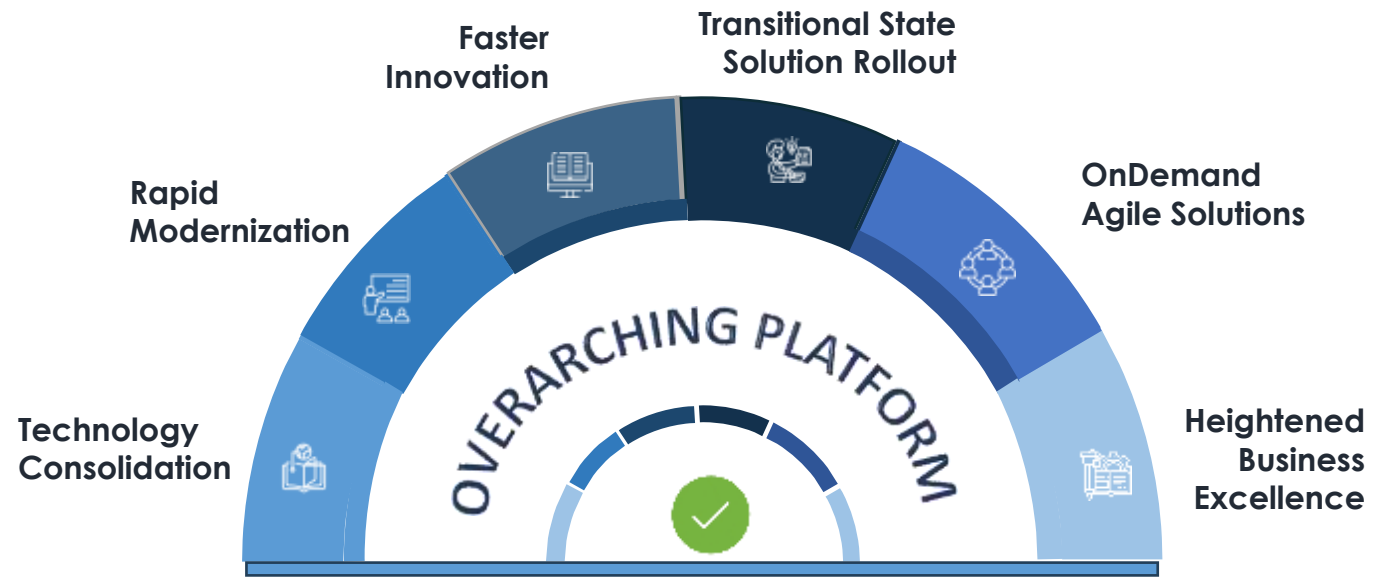 Technology
Consolidation
Rapid
Modernization
Faster
Innovation
Transitional State
Solution Rollout
OnDemand
Agile Solutions
Heightened
Business
Excellence
OVERARCHING PLATFORM